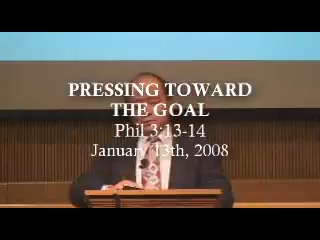 PRESSING TOWARD
THE GOAL
Phil 3:13-14
January 13th, 2008